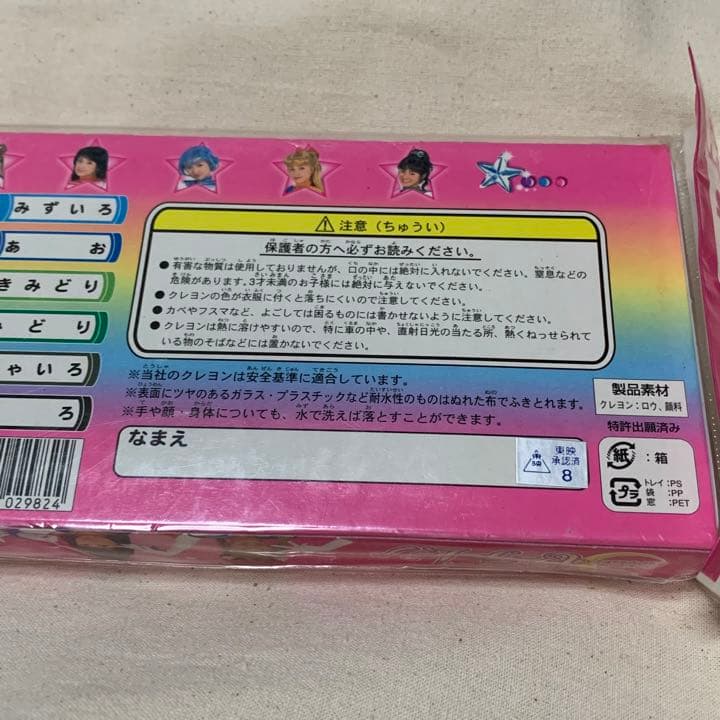 みずいろ
あお
きみどり
みどり
ちゃいろ
ろ
029824
注意（ちゅうい）
保護者の方へ必ずお読みください。
●有害な物質は使用しておりませんが、口の中には絶対に入れないでください。窒息などの
危険があります。3才未満のお子様には絶対に与えないでください。
●クレヨンの色が衣服に付くと落ちにくいので注意してください。
●カベやフスマなど、よごしては困るものには書かせないように注意してください。
●クレヨンは熱に溶けやすいので、特に車の中や、直射日光の当たる所、熱くねっせられて
いる物のそばなどには置かないでください。
※当社のクレヨンは安全基準に適合しています。
※表面にツヤのあるガラス・プラスチックなど耐水性のものはぬれた布でふきとれます。
※手や顔・身体についても、水で洗えば落とすことができます。
なまえ
東映
東映
承認済
8
製品素材
クレヨン：ロウ、顔料
特許出願済み
紙：箱
プラ
トレイ：PS
袋：PP
窓：PET